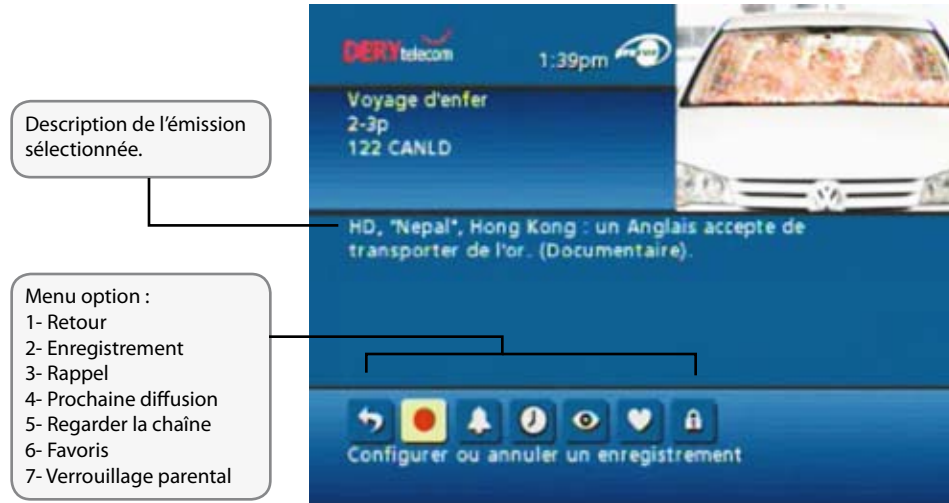 DERYtelecom
1:39pm
Voyage d'enfer
2-3p
122 CANLD
Description de l'émission
sélectionnée.
HD, "Nepal", Hong Kong : un Anglais accepte de
transporter de l'or. (Documentaire).
Menu option :
1- Retour
2- Enregistrement
3- Rappel
4- Prochaine diffusion
5- Regarder la chaîne
6- Favoris
7- Verrouillage parental
Configurer ou annuler un enregistrement